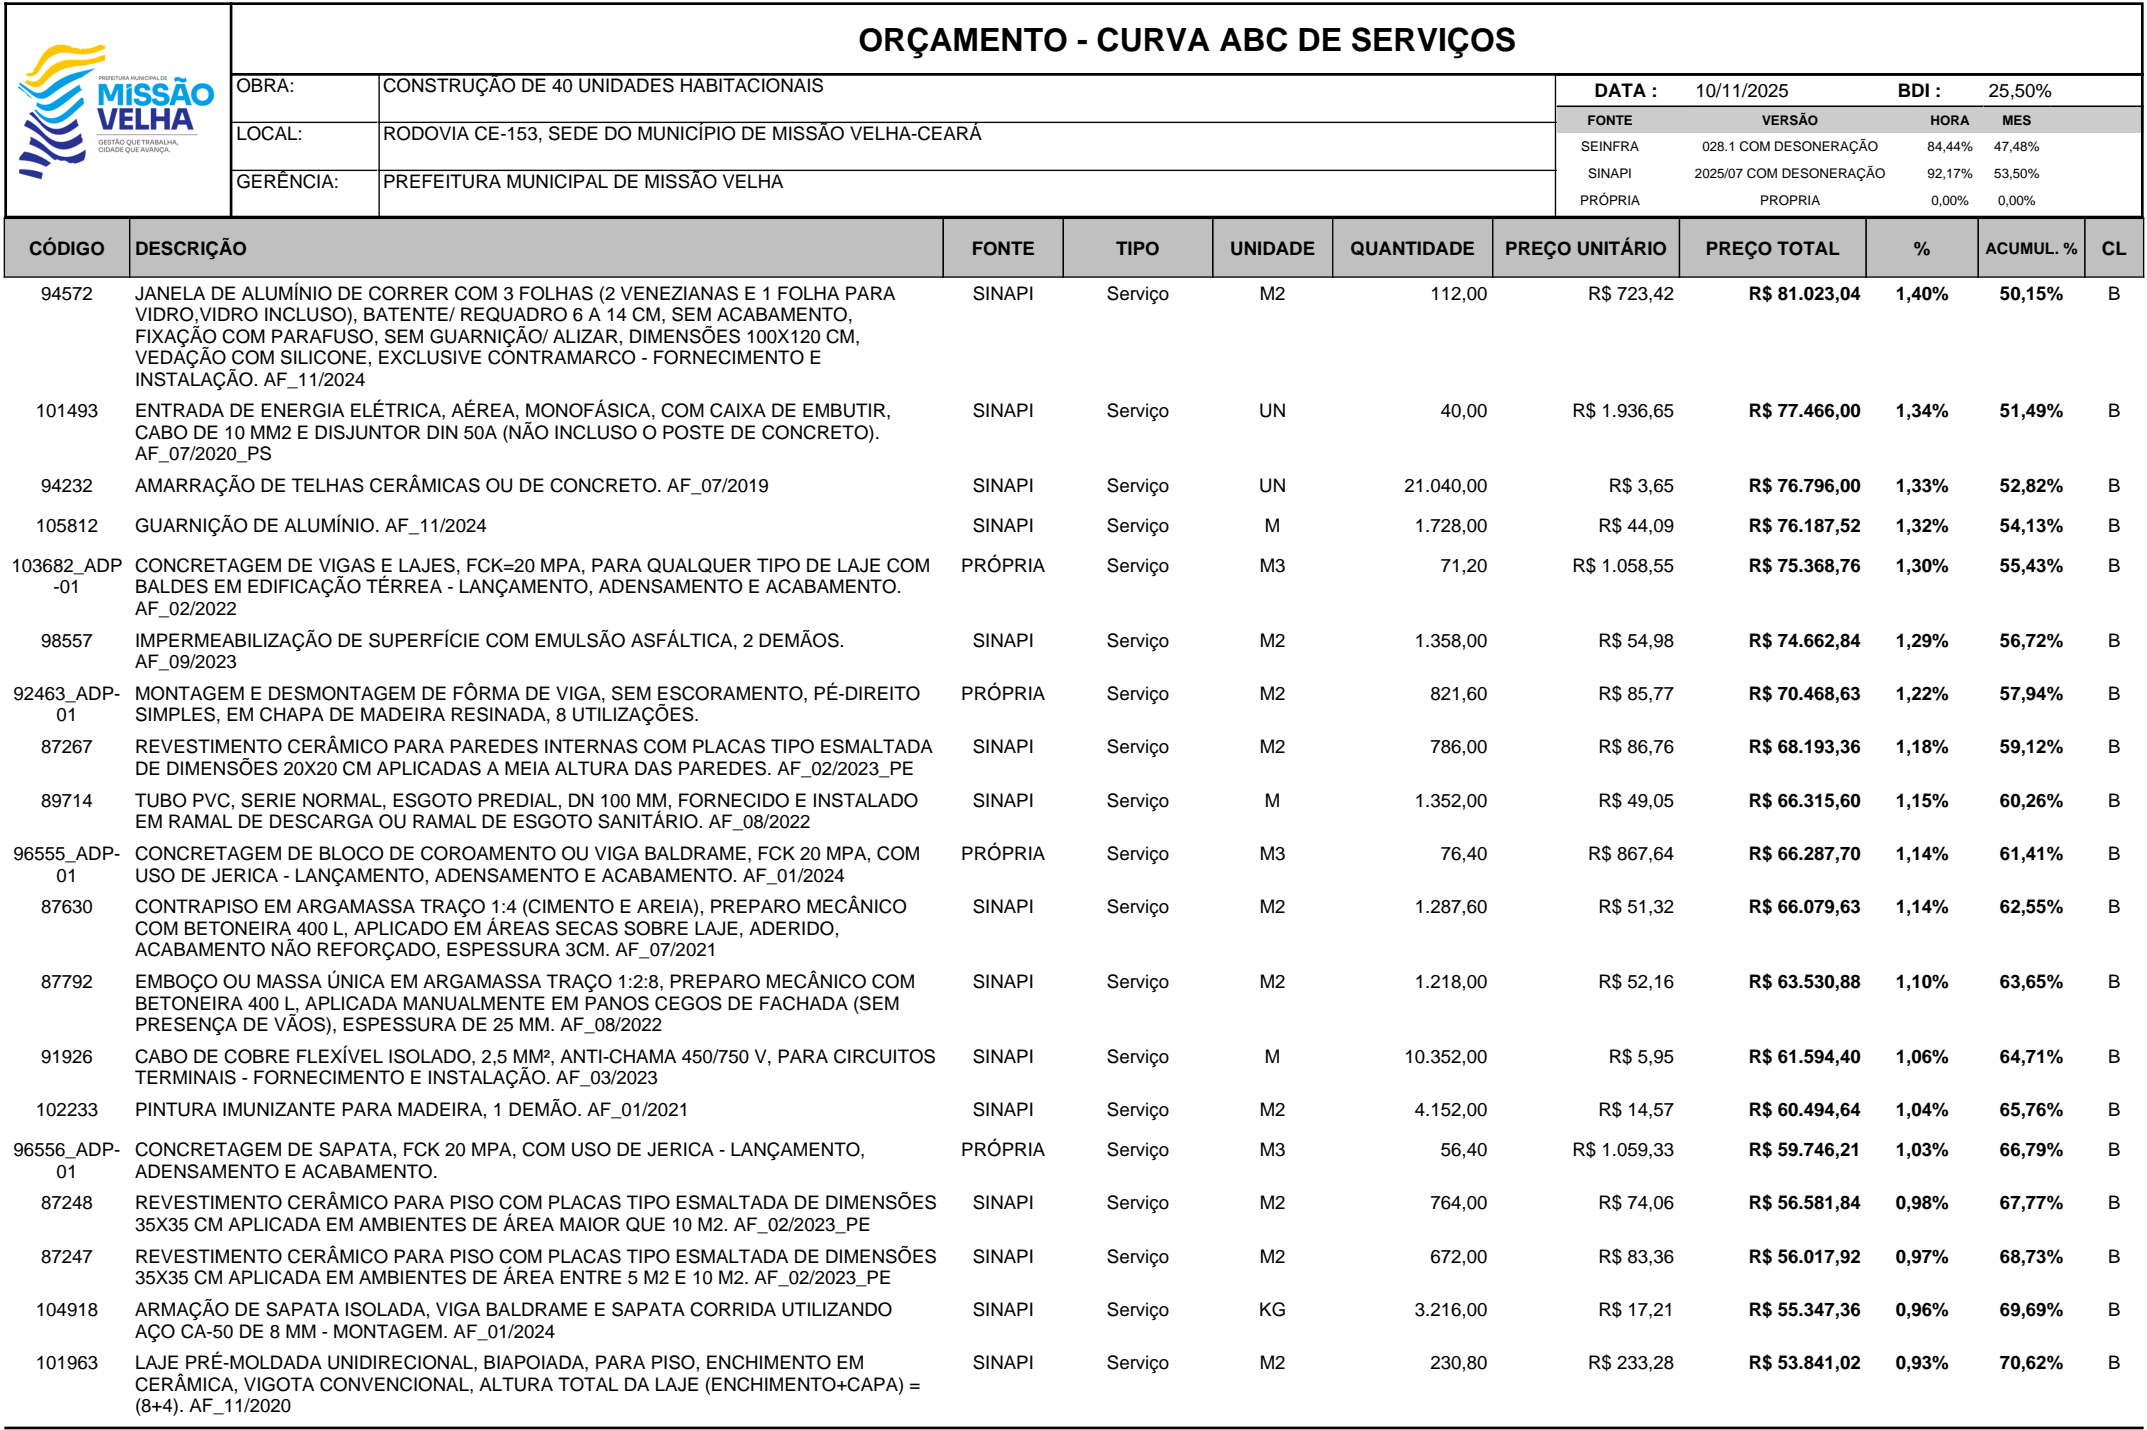 ORÇAMENTO - CURVA ABC DE SERVIÇOS
PREFEITURA MUNICIPAL DE
MISSÃO
VELHA
GESTÃO QUE TRABALHA,
CIDADE QUE AVANÇA.
OBRA: CONSTRUÇÃO DE 40 UNIDADES HABITACIONAIS
LOCAL: RODOVIA CE-153, SEDE DO MUNICÍPIO DE MISSÃO VELHA-CEARÁ
GERÊNCIA: PREFEITURA MUNICIPAL DE MISSÃO VELHA
DATA : 10/11/2025 BDI : 25,50%
FONTE VERSÃO HORA MES
SEINFRA 028.1 COM DESONERAÇÃO 84,44% 47,48%
SINAPI 2025/07 COM DESONERAÇÃO 92,17% 53,50%
PRÓPRIA PROPRIA 0,00% 0,00%
CÓDIGO DESCRIÇÃO FONTE TIPO UNIDADE QUANTIDADE PREÇO UNITÁRIO PREÇO TOTAL % ACUMUL. % CL
94572 JANELA DE ALUMÍNIO DE CORRER COM 3 FOLHAS (2 VENEZIANAS E 1 FOLHA PARA SINAPI Serviço M2 112,00 R$ 723,42 R$ 81.023,04 1,40% 50,15% B
VIDRO,VIDRO INCLUSO), BATENTE/ REQUADRO 6 A 14 CM, SEM ACABAMENTO,
FIXAÇÃO COM PARAFUSO, SEM GUARNIÇÃO/ ALIZAR, DIMENSÕES 100X120 CM,
VEDAÇÃO COM SILICONE, EXCLUSIVE CONTRAMARCO - FORNECIMENTO E
INSTALAÇÃO. AF_11/2024
101493 ENTRADA DE ENERGIA ELÉTRICA, AÉREA, MONOFÁSICA, COM CAIXA DE EMBUTIR, SINAPI Serviço UN 40,00 R$ 1.936,65 R$ 77.466,00 1,34% 51,49% B
CABO DE 10 MM2 E DISJUNTOR DIN 50A (NÃO INCLUSO O POSTE DE CONCRETO).
AF_07/2020_PS
94232 AMARRAÇÃO DE TELHAS CERÂMICAS OU DE CONCRETO. AF_07/2019 SINAPI Serviço UN 21.040,00 R$ 3,65 R$ 76.796,00 1,33% 52,82% B
105812 GUARNIÇÃO DE ALUMÍNIO. AF_11/2024 SINAPI Serviço M 1.728,00 R$ 44,09 R$ 76.187,52 1,32% 54,13% B
103682_ADP CONCRETAGEM DE VIGAS E LAJES, FCK=20 MPA, PARA QUALQUER TIPO DE LAJE COM PRÓPRIA Serviço M3 71,20 R$ 1.058,55 R$ 75.368,76 1,30% 55,43% B
-01 BALDES EM EDIFICAÇÃO TÉRREA - LANÇAMENTO, ADENSAMENTO E ACABAMENTO.
AF_02/2022
98557 IMPERMEABILIZAÇÃO DE SUPERFÍCIE COM EMULSÃO ASFÁLTICA, 2 DEMÃOS. SINAPI Serviço M2 1.358,00 R$ 54,98 R$ 74.662,84 1,29% 56,72% B
AF_09/2023
92463_ADP- MONTAGEM E DESMONTAGEM DE FÔRMA DE VIGA, SEM ESCORAMENTO, PÉ-DIREITO PRÓPRIA Serviço M2 821,60 R$ 85,77 R$ 70.468,63 1,22% 57,94% B
01 SIMPLES, EM CHAPA DE MADEIRA RESINADA, 8 UTILIZAÇÕES.
87267 REVESTIMENTO CERÂMICO PARA PAREDES INTERNAS COM PLACAS TIPO ESMALTADA SINAPI Serviço M2 786,00 R$ 86,76 R$ 68.193,36 1,18% 59,12% B
DE DIMENSÕES 20X20 CM APLICADAS A MEIA ALTURA DAS PAREDES. AF_02/2023_PE
89714 TUBO PVC, SERIE NORMAL, ESGOTO PREDIAL, DN 100 MM, FORNECIDO E INSTALADO SINAPI Serviço M 1.352,00 R$ 49,05 R$ 66.315,60 1,15% 60,26% B
EM RAMAL DE DESCARGA OU RAMAL DE ESGOTO SANITÁRIO. AF_08/2022
96555_ADP- CONCRETAGEM DE BLOCO DE COROAMENTO OU VIGA BALDRAME, FCK 20 MPA, COM PRÓPRIA Serviço M3 76,40 R$ 867,64 R$ 66.287,70 1,14% 61,41% B
01 USO DE JERICA - LANÇAMENTO, ADENSAMENTO E ACABAMENTO. AF_01/2024
87630 CONTRAPISO EM ARGAMASSA TRAÇO 1:4 (CIMENTO E AREIA), PREPARO MECÂNICO SINAPI Serviço M2 1.287,60 R$ 51,32 R$ 66.079,63 1,14% 62,55% B
COM BETONEIRA 400 L, APLICADO EM ÁREAS SECAS SOBRE LAJE, ADERIDO,
ACABAMENTO NÃO REFORÇADO, ESPESSURA 3CM. AF_07/2021
87792 EMBOÇO OU MASSA ÚNICA EM ARGAMASSA TRAÇO 1:2:8, PREPARO MECÂNICO COM SINAPI Serviço M2 1.218,00 R$ 52,16 R$ 63.530,88 1,10% 63,65% B
BETONEIRA 400 L, APLICADA MANUALMENTE EM PANOS CEGOS DE FACHADA (SEM
PRESENÇA DE VÃOS), ESPESSURA DE 25 MM. AF_08/2022
91926 CABO DE COBRE FLEXÍVEL ISOLADO, 2,5 MM², ANTI-CHAMA 450/750 V, PARA CIRCUITOS SINAPI Serviço M 10.352,00 R$ 5,95 R$ 61.594,40 1,06% 64,71% B
TERMINAIS - FORNECIMENTO E INSTALAÇÃO. AF_03/2023
102233 PINTURA IMUNIZANTE PARA MADEIRA, 1 DEMÃO. AF_01/2021 SINAPI Serviço M2 4.152,00 R$ 14,57 R$ 60.494,64 1,04% 65,76% B
96556_ADP- CONCRETAGEM DE SAPATA, FCK 20 MPA, COM USO DE JERICA - LANÇAMENTO, PRÓPRIA Serviço M3 56,40 R$ 1.059,33 R$ 59.746,21 1,03% 66,79% B
01 ADENSAMENTO E ACABAMENTO.
87248 REVESTIMENTO CERÂMICO PARA PISO COM PLACAS TIPO ESMALTADA DE DIMENSÕES SINAPI Serviço M2 764,00 R$ 74,06 R$ 56.581,84 0,98% 67,77% B
35X35 CM APLICADA EM AMBIENTES DE ÁREA MAIOR QUE 10 M2. AF_02/2023_PE
87247 REVESTIMENTO CERÂMICO PARA PISO COM PLACAS TIPO ESMALTADA DE DIMENSÕES SINAPI Serviço M2 672,00 R$ 83,36 R$ 56.017,92 0,97% 68,73% B
35X35 CM APLICADA EM AMBIENTES DE ÁREA ENTRE 5 M2 E 10 M2. AF_02/2023_PE
104918 ARMAÇÃO DE SAPATA ISOLADA, VIGA BALDRAME E SAPATA CORRIDA UTILIZANDO SINAPI Serviço KG 3.216,00 R$ 17,21 R$ 55.347,36 0,96% 69,69% B
AÇO CA-50 DE 8 MM - MONTAGEM. AF_01/2024
101963 LAJE PRÉ-MOLDADA UNIDIRECIONAL, BIAPOIADA, PARA PISO, ENCHIMENTO EM SINAPI Serviço M2 230,80 R$ 233,28 R$ 53.841,02 0,93% 70,62% B
CERÂMICA, VIGOTA CONVENCIONAL, ALTURA TOTAL DA LAJE (ENCHIMENTO+CAPA) =
(8+4). AF_11/2020